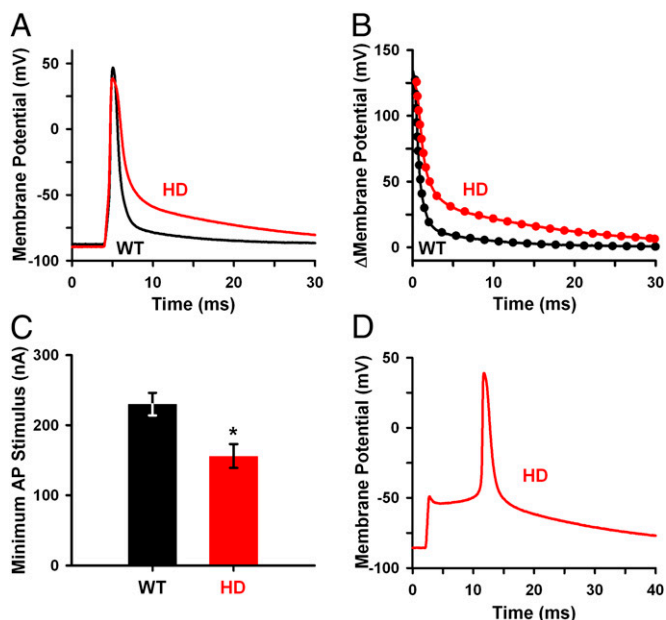 A
Membrane Potential (mV)
50
0
-50
-100
HD
WT
0
10
20
30
Time (ms)
B
ΔMembrane Potential (mV)
150
100
50
0
HD
WT
0
10
20
30
Time (ms)
C
Minimum AP Stimulus (nA)
300
200
100
0
*
WT
HD
D
Membrane Potential (mV)
50
0
-50
-100
HD
0
10
20
30
40
Time (ms)